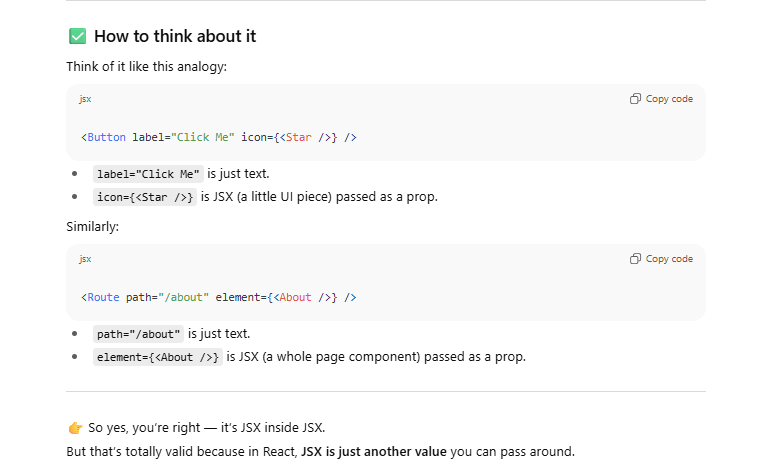 ✅ How to think about it
Think of it like this analogy:
jsx
Copy code
<Button label="Click Me" icon={<Star />} />
• label="Click Me" is just text.
• icon={<Star />} is JSX (a little UI piece) passed as a prop.
Similarly:
jsx
Copy code
<Route path="/about" element={<About />} />
• path="/about" is just text.
• element={<About />} is JSX (a whole page component) passed as a prop.
👉 So yes, you're right — it's JSX inside JSX.
But that's totally valid because in React, JSX is just another value you can pass around.